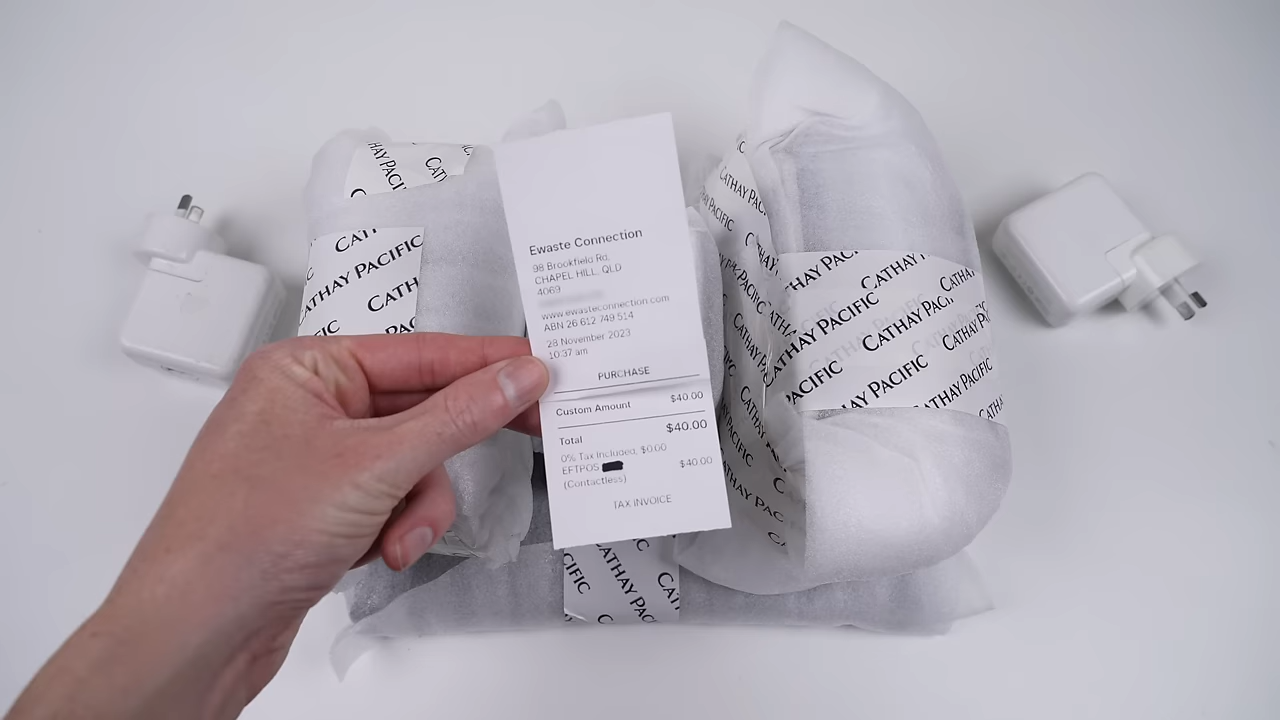 Ewaste Connection
98 Brookfield Rd,
CHAPEL HILL, QLD
4069
www.ewasteconnection.com
ABN 26 612 749 514
28 November 2023
10:37 am
PURCHASE
Custom Amount $40.00
Total $40.00
0% Tax Included, $0.00
EFTPOS $40.00
(Contactless)
TAX INVOICE
CATHAY PACIFIC
CATHAY PACIFIC
CATHAY PACIFIC
CATHAY PACIFIC